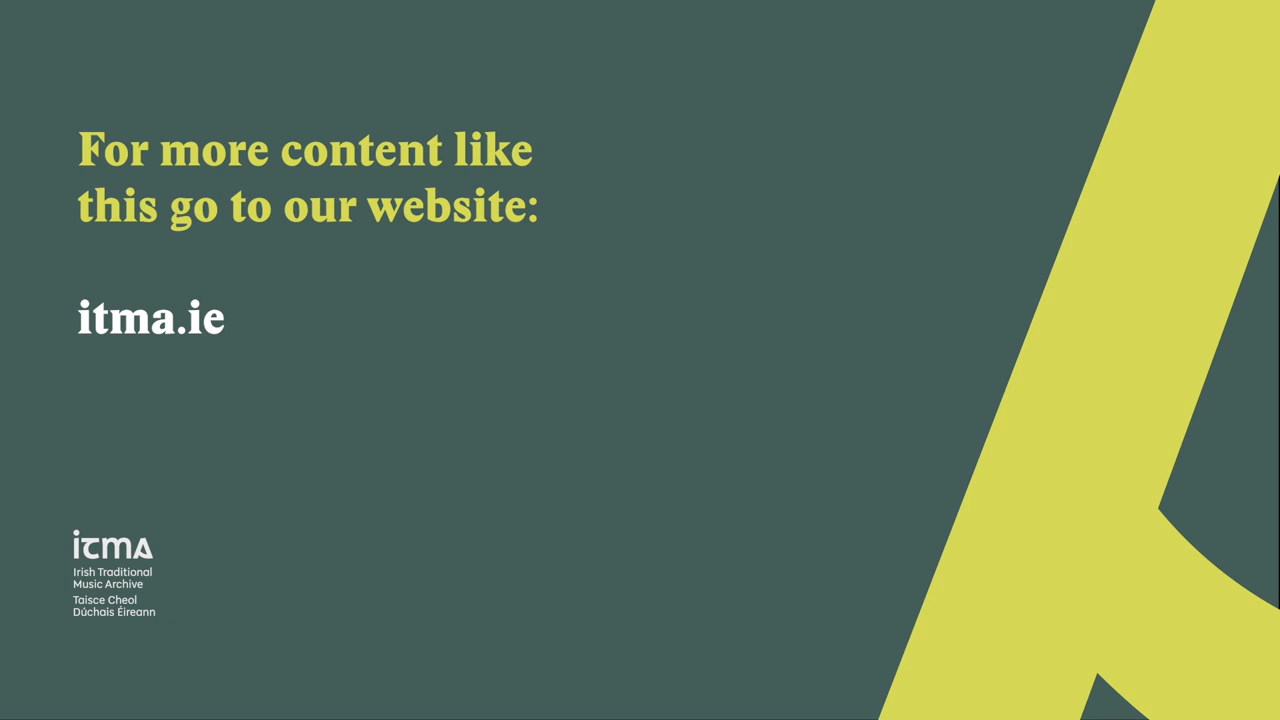 For more content like
this go to our website:
itma.ie
itma
Irish Traditional
Music Archive
Taisce Cheol
Dúchais Éireann